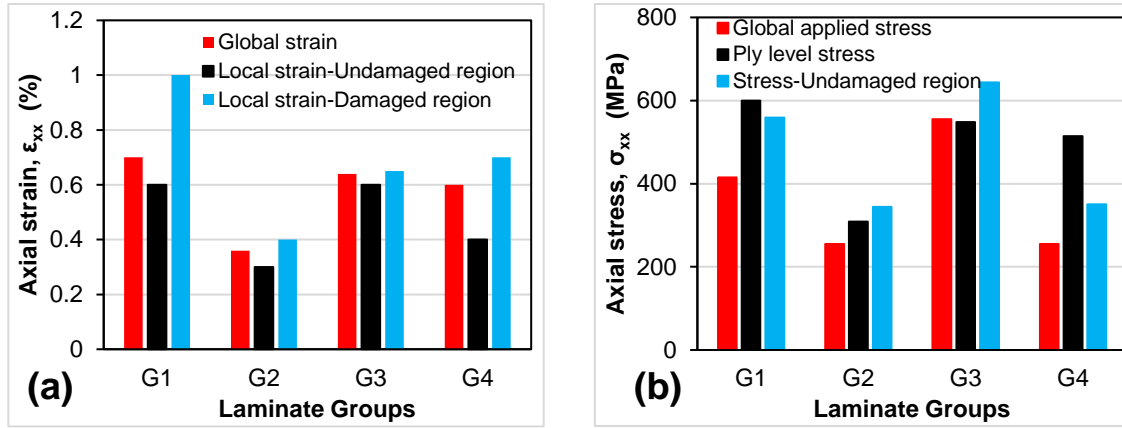 1.2
1
0.8
0.6
0.4
0.2
0
Axial strain, εxx (%)
Global strain
Local strain-Undamaged region
Local strain-Damaged region
G1 G2 G3 G4
Laminate Groups
(a)
800
600
400
200
0
Axial stress, σxx (MPa)
Global applied stress
Ply level stress
Stress-Undamaged region
G1 G2 G3 G4
Laminate Groups
(b)